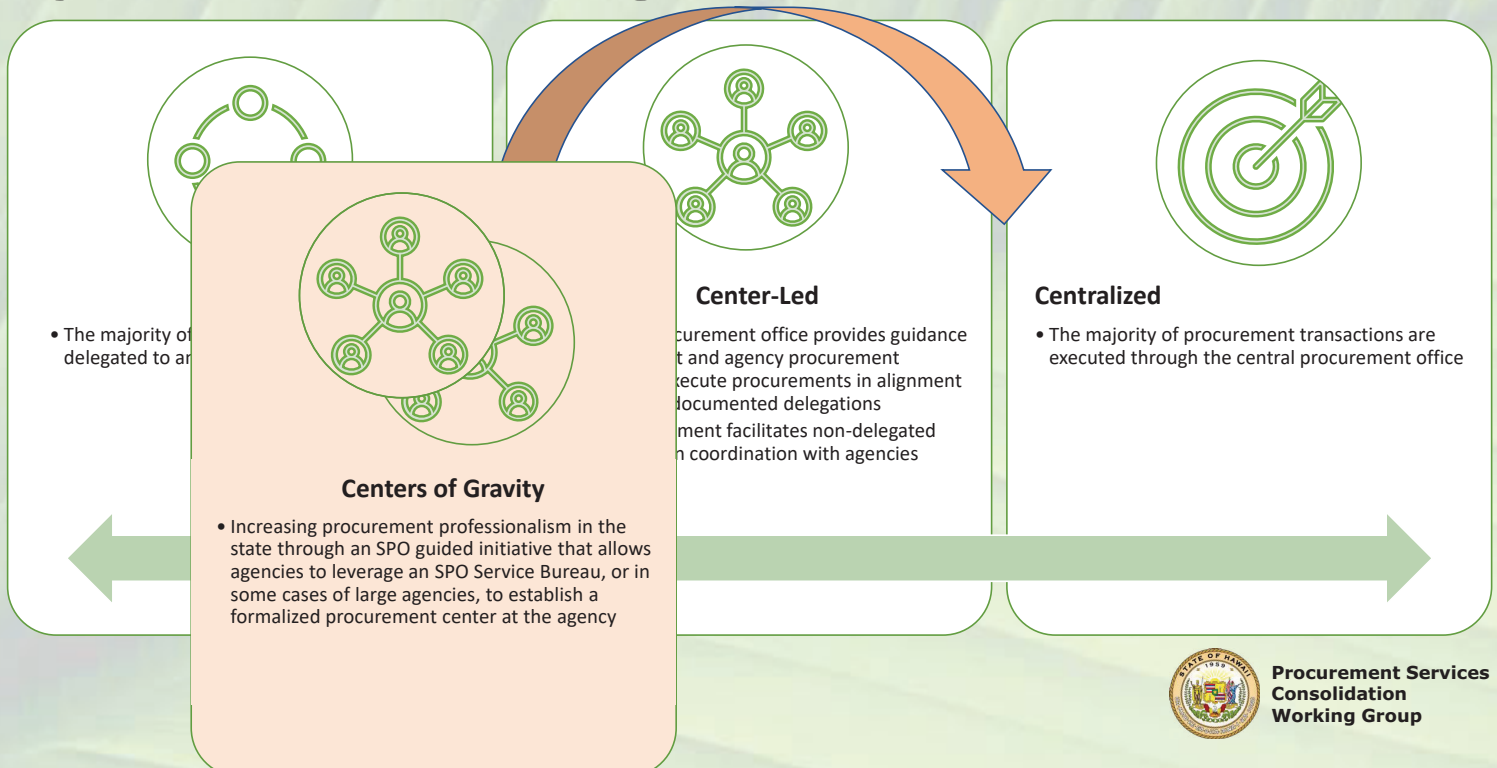 • The majority of
delegated to
Centers of Gravity
• Increasing procurement professionalism in the
state through an SPO guided initiative that allows
agencies to leverage an SPO Service Bureau, or in
some cases of large agencies, to establish a
formalized procurement center at the agency
Center-Led
office provides guidance
and agency procurement
procurements in alignment
delegations
facilitates non-delegated
coordination with agencies
Centralized
• The majority of procurement transactions are
executed through the central procurement office
STATE OF HAWAII
1959
Procurement Services
Consolidation
Working Group